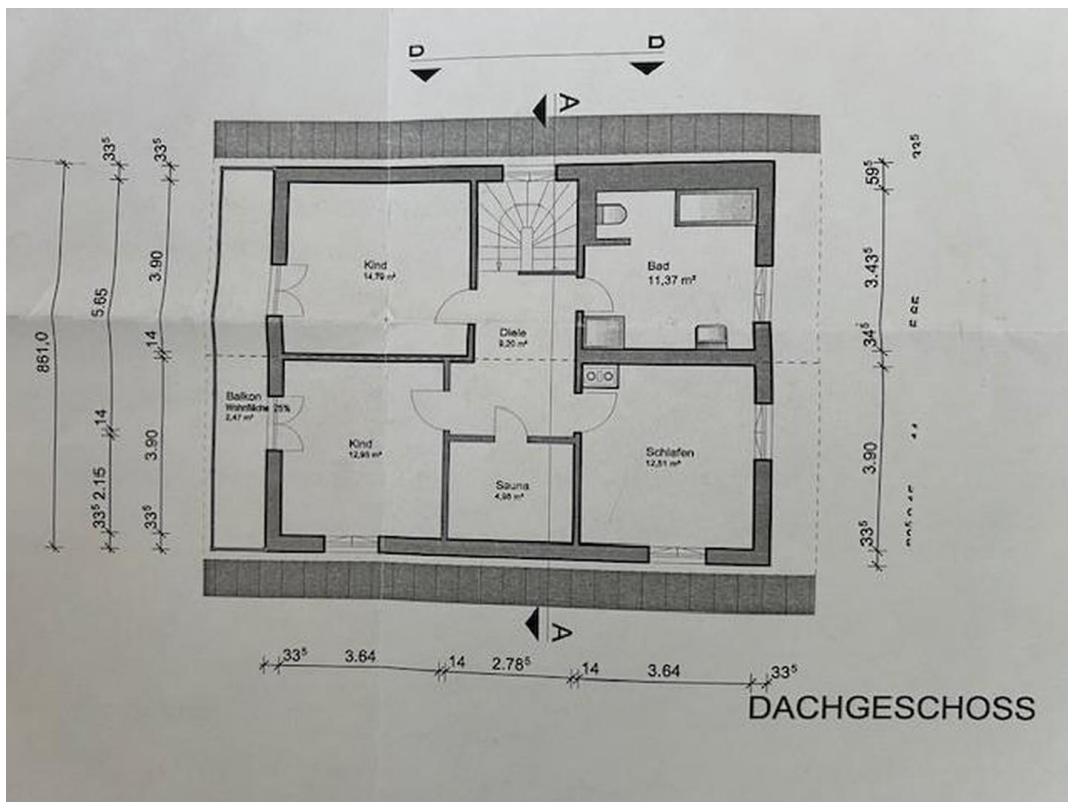 A
Kind
14,79 m²
Bad
11,37 m²
Diele
9,20 m²
Balkon
Wohnfläche 25%
2,47 m²
Kind
12,95 m²
Sauna
4,98 m²
Schlafen
12,51 m²
A
861,0
33⁵
5.65
14
2.15
33⁵
33⁵
3.90
14
3.90
33⁵
59⁵
3.43⁵
34⁵
3.90
33⁵
33⁵
3.64
14
2.78⁵
14
3.64
33⁵
DACHGESCHOSS